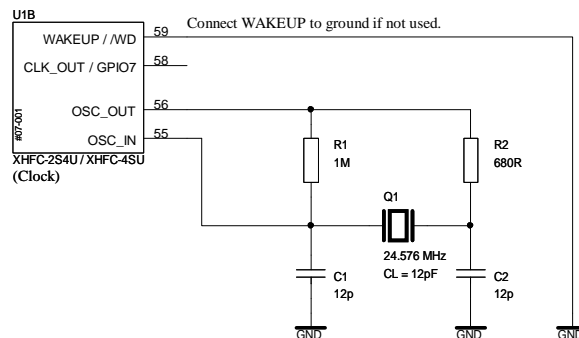 U1B
Connect WAKEUP to ground if not used.
WAKEUP / /WD
59
CLK_OUT / GPIO7
58
OSC_OUT
56
OSC_IN
55
#07-001
XHFC-2S4U / XHFC-4SU
(Clock)
R1
1M
R2
680R
Q1
24.576 MHz
CL = 12pF
C1
12p
C2
12p
GND
GND
GND